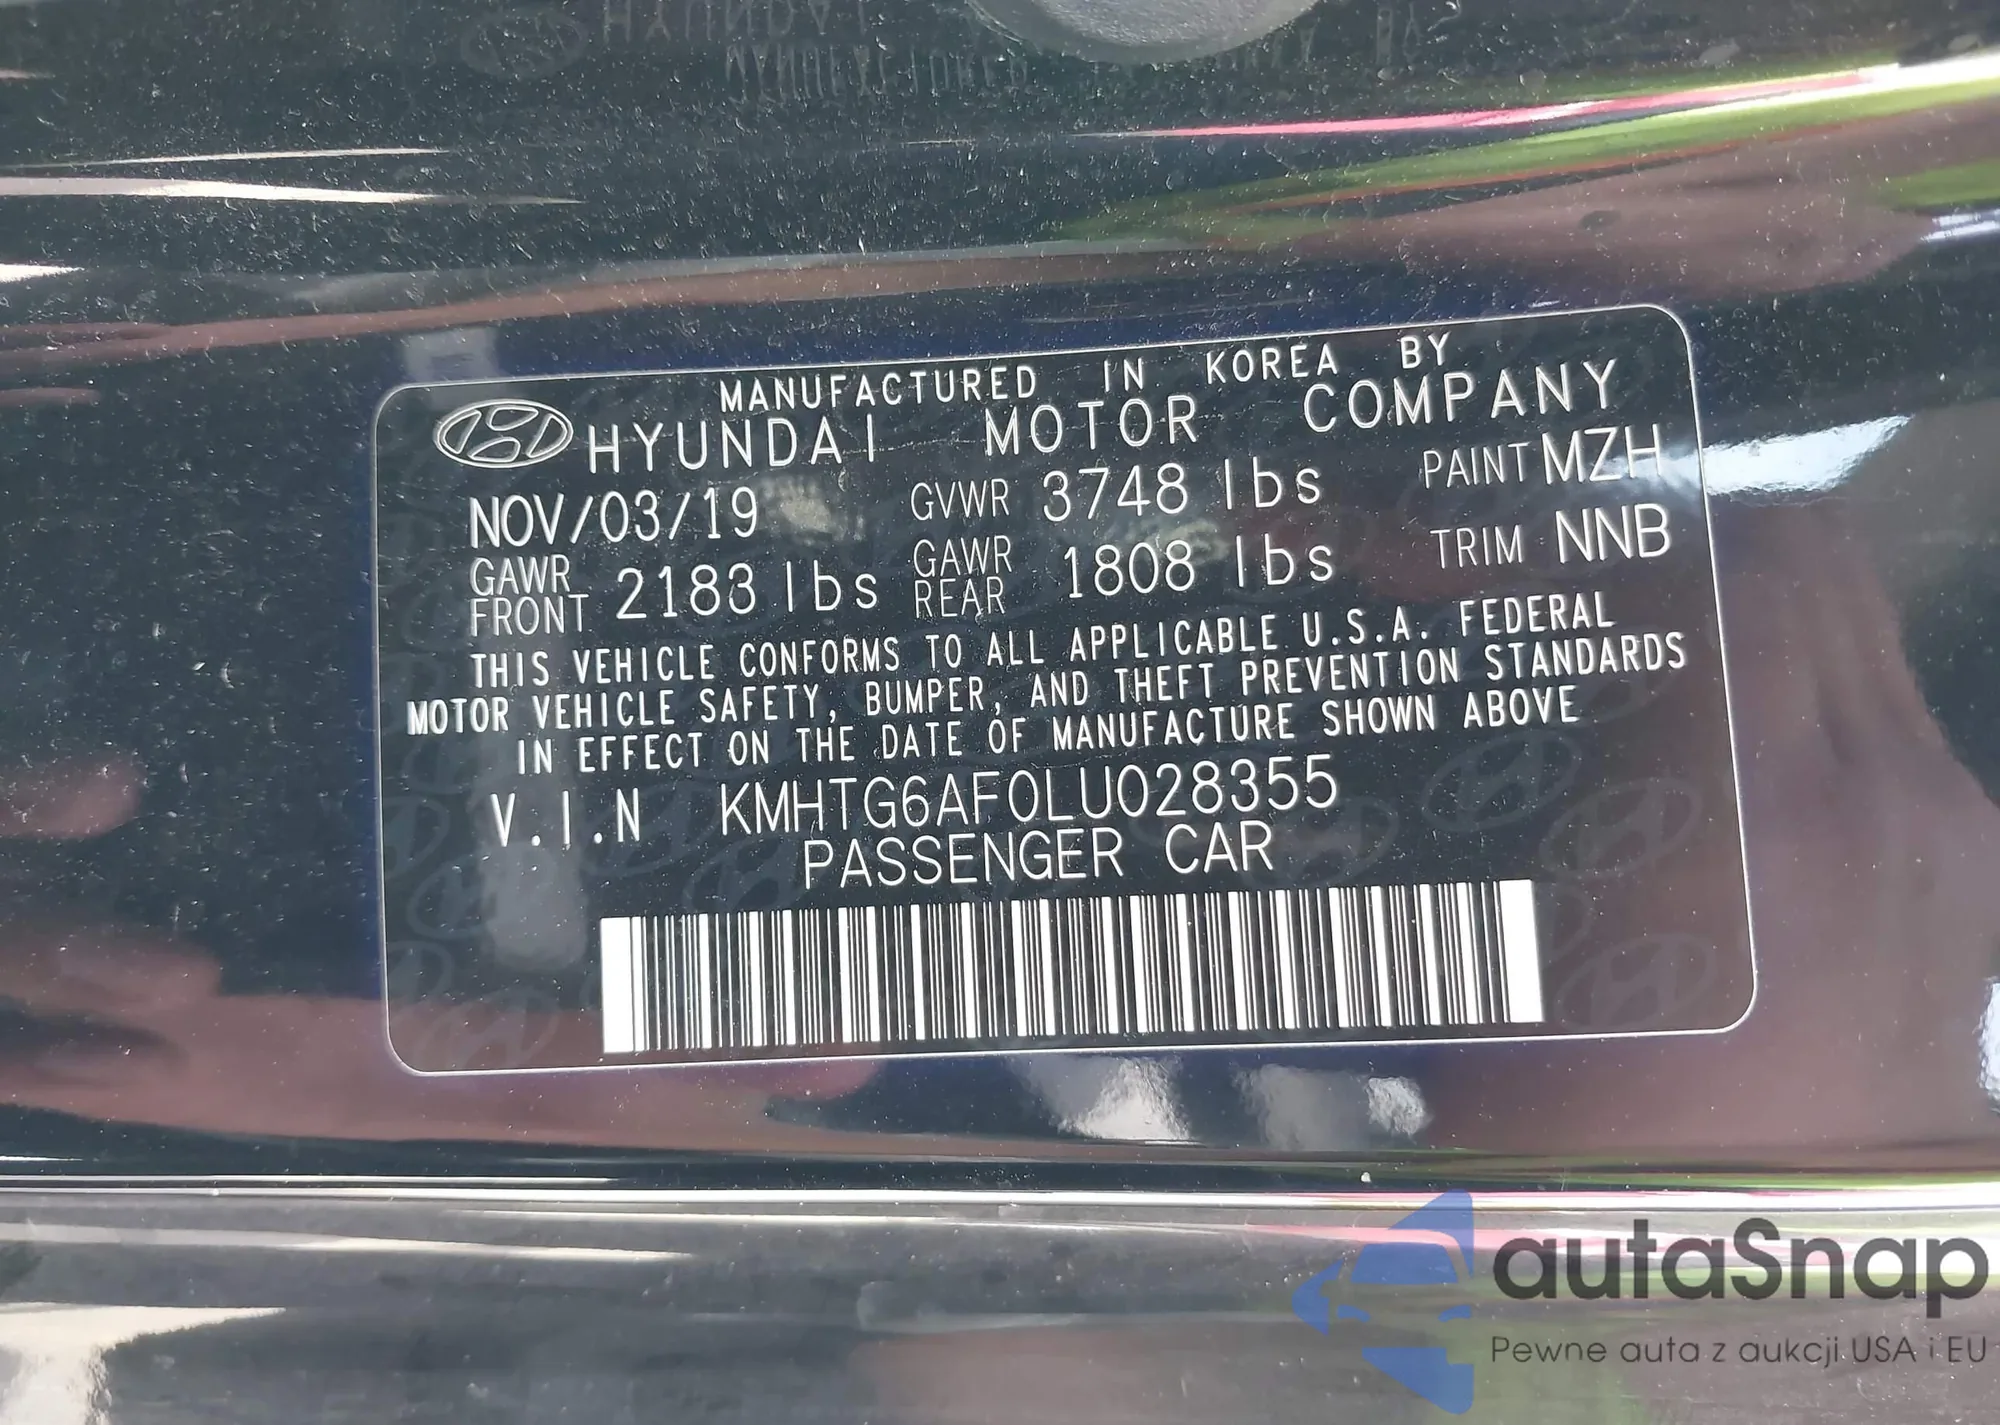 MANUFACTURED IN KOREA BY
HYUNDAI MOTOR COMPANY
NOV/03/19 GVWR 3748 lbs PAINT MZH
GAWR FRONT 2183 lbs GAWR REAR 1808 lbs TRIM NNB
THIS VEHICLE CONFORMS TO ALL APPLICABLE U.S.A. FEDERAL
MOTOR VEHICLE SAFETY, BUMPER, AND THEFT PREVENTION STANDARDS
IN EFFECT ON THE DATE OF MANUFACTURE SHOWN ABOVE
V.I.N KMHTG6AF0LU028355
PASSENGER CAR
autaSnap
Pewne auta z aukcji USA i EU